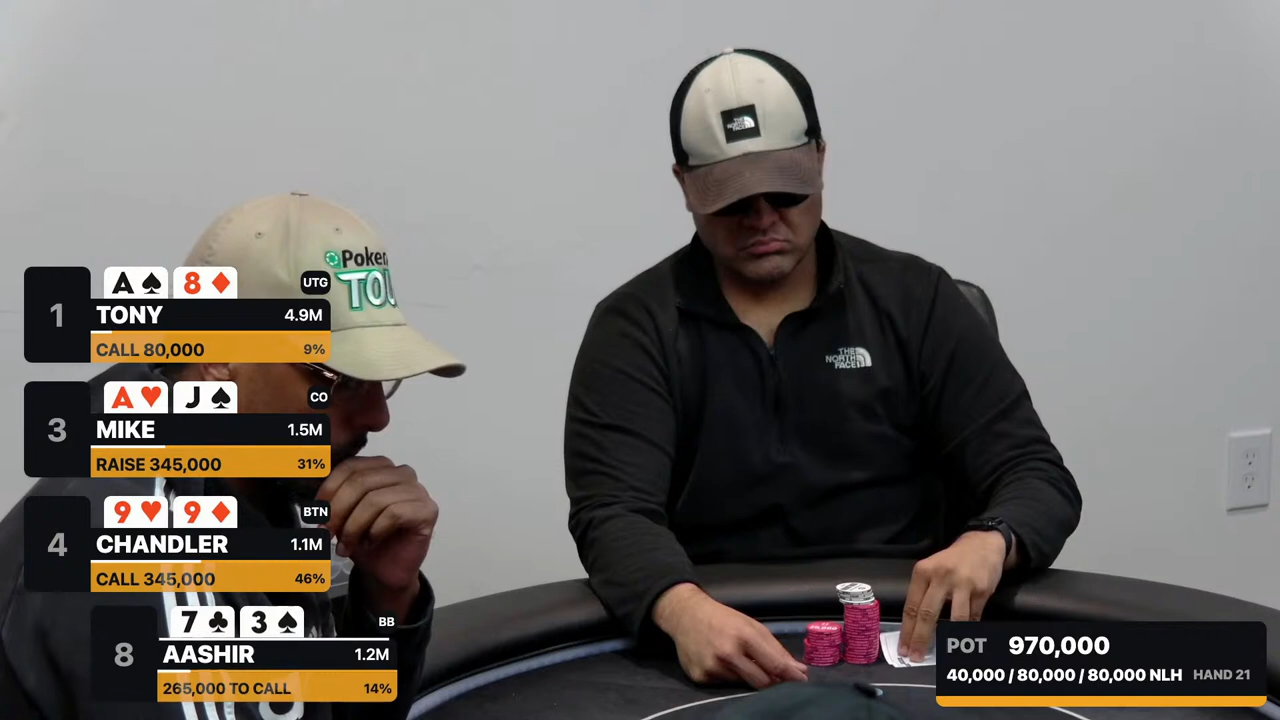 Poker
TOU
THE
NORTH
FACE
THE
NORTH
FACE
1
A♠ 8♦ UTG
TONY 4.9M
CALL 80,000 9%
3
A♥ J♠ CO
MIKE 1.5M
RAISE 345,000 31%
4
9♥ 9♦ BTN
CHANDLER 1.1M
CALL 345,000 46%
8
7♣ 3♠ BB
AASHIR 1.2M
265,000 TO CALL 14%
POT 970,000
40,000 / 80,000 / 80,000 NLH HAND 21